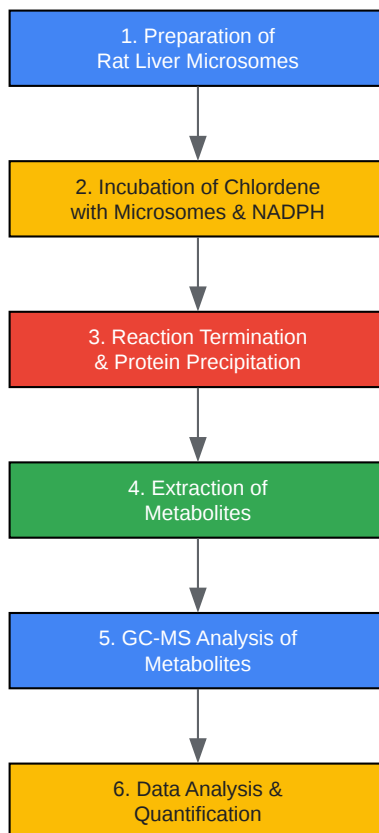 1. Preparation of
Rat Liver Microsomes
2. Incubation of Chlordene
with Microsomes & NADPH
3. Reaction Termination
& Protein Precipitation
4. Extraction of
Metabolites
5. GC-MS Analysis of
Metabolites
6. Data Analysis &
Quantification